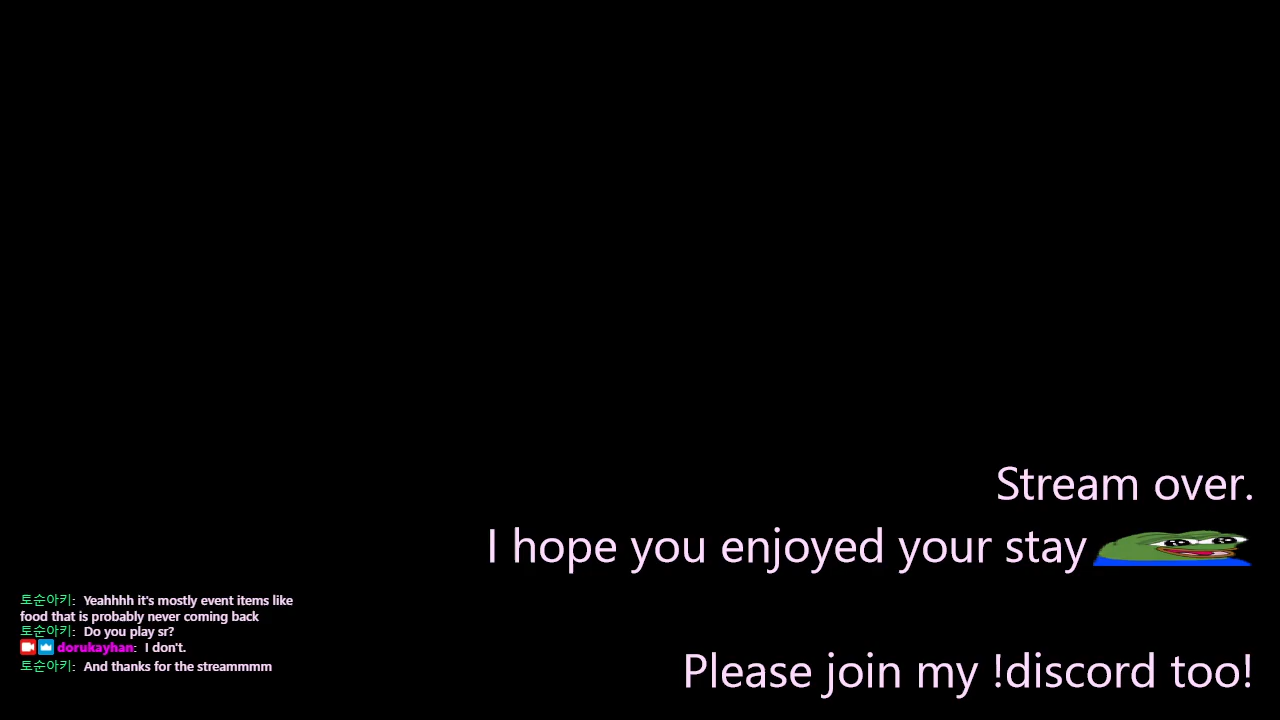 Stream over.
I hope you enjoyed your stay
토순아키: Yeahhhh it's mostly event items like
food that is probably never coming back
토순아키: Do you play sr?
dorukayhan: I don't.
토순아키: And thanks for the streammmm
Please join my !discord too!